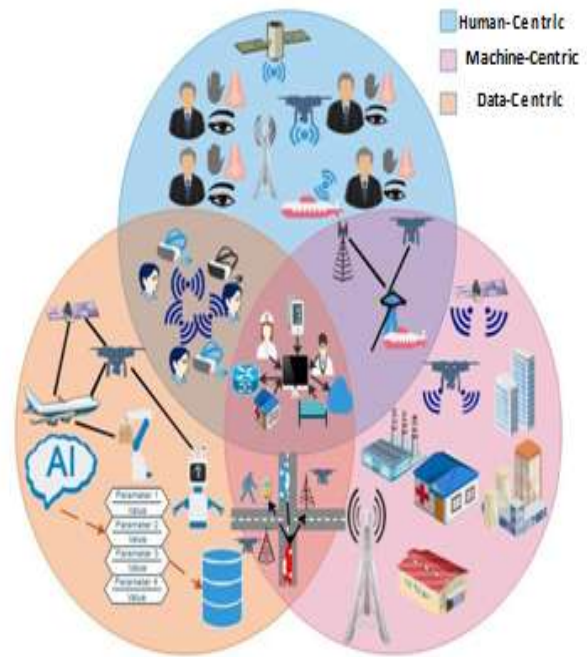 Human-Centric
Machine-Centric
Data-Centric
AI
Parameter 1
Value
Parameter 2
Value
Parameter 3
Value
Parameter 4
Value